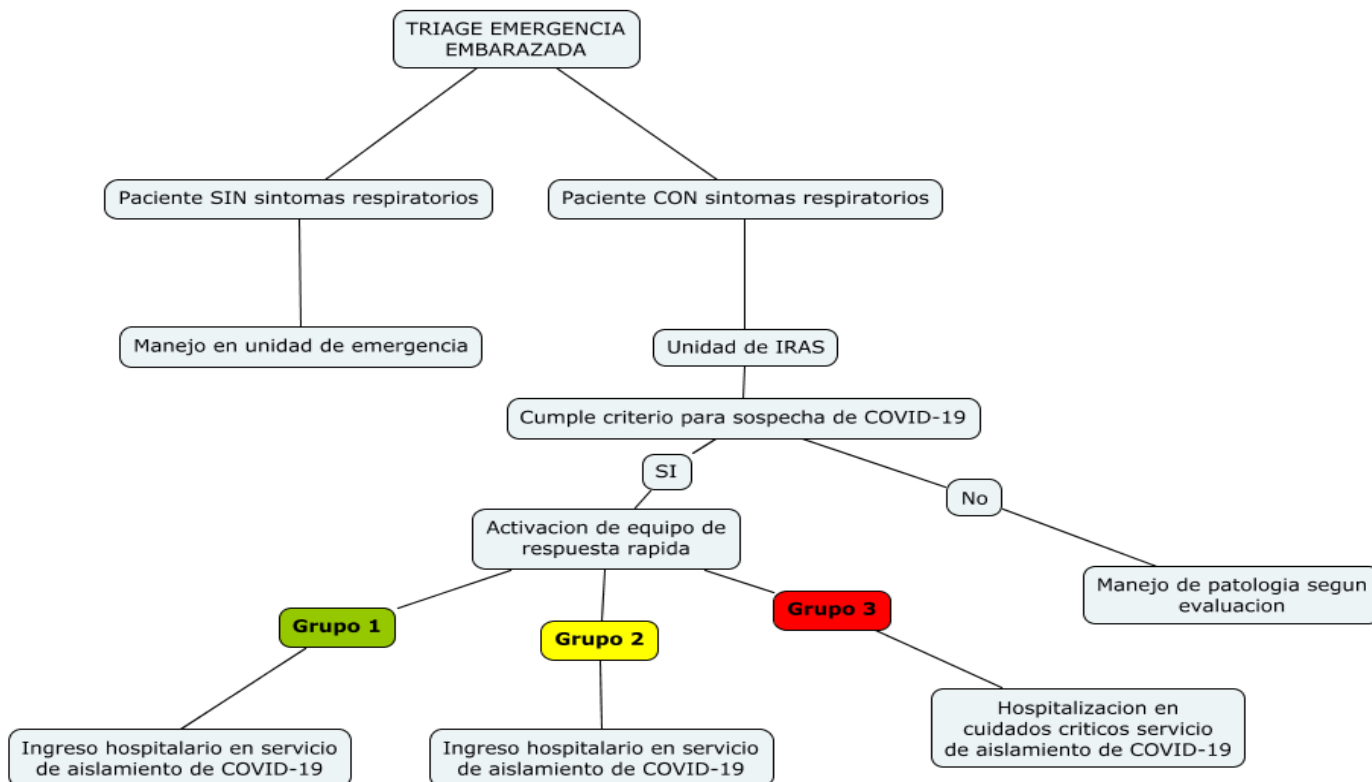 TRIAGE EMERGENCIA
EMBARAZADA
Paciente SIN sintomas respiratorios
Paciente CON sintomas respiratorios
Manejo en unidad de emergencia
Unidad de IRAS
Cumple criterio para sospecha de COVID-19
SI
No
Activacion de equipo de
respuesta rapida
Manejo de patologia segun
evaluacion
Grupo 1
Grupo 2
Grupo 3
Ingreso hospitalario en servicio
de aislamiento de COVID-19
Ingreso hospitalario en servicio
de aislamiento de COVID-19
Hospitalizacion en
cuidados criticos servicio
de aislamiento de COVID-19